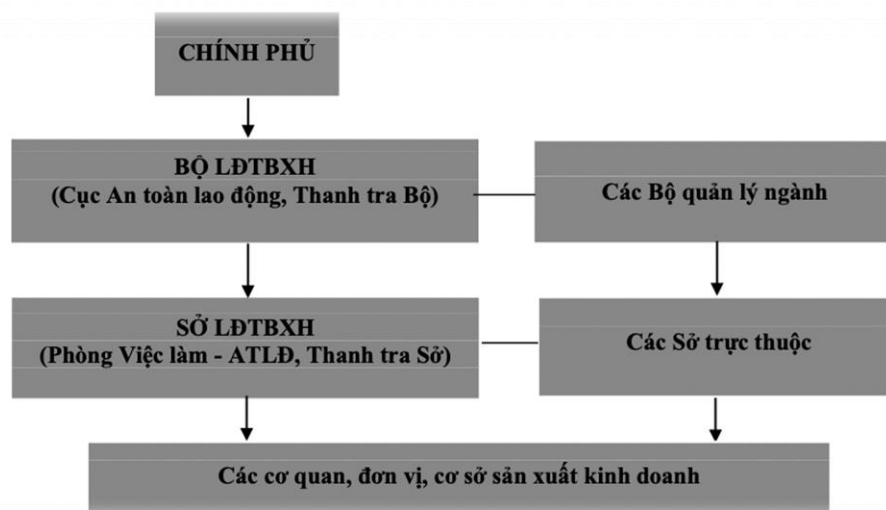 CHÍNH PHỦ
BỘ LĐTBXH
(Cục An toàn lao động, Thanh tra Bộ)
Các Bộ quản lý ngành
SỞ LĐTBXH
(Phòng Việc làm - ATLĐ, Thanh tra Sở)
Các Sở trực thuộc
Các cơ quan, đơn vị, cơ sở sản xuất kinh doanh